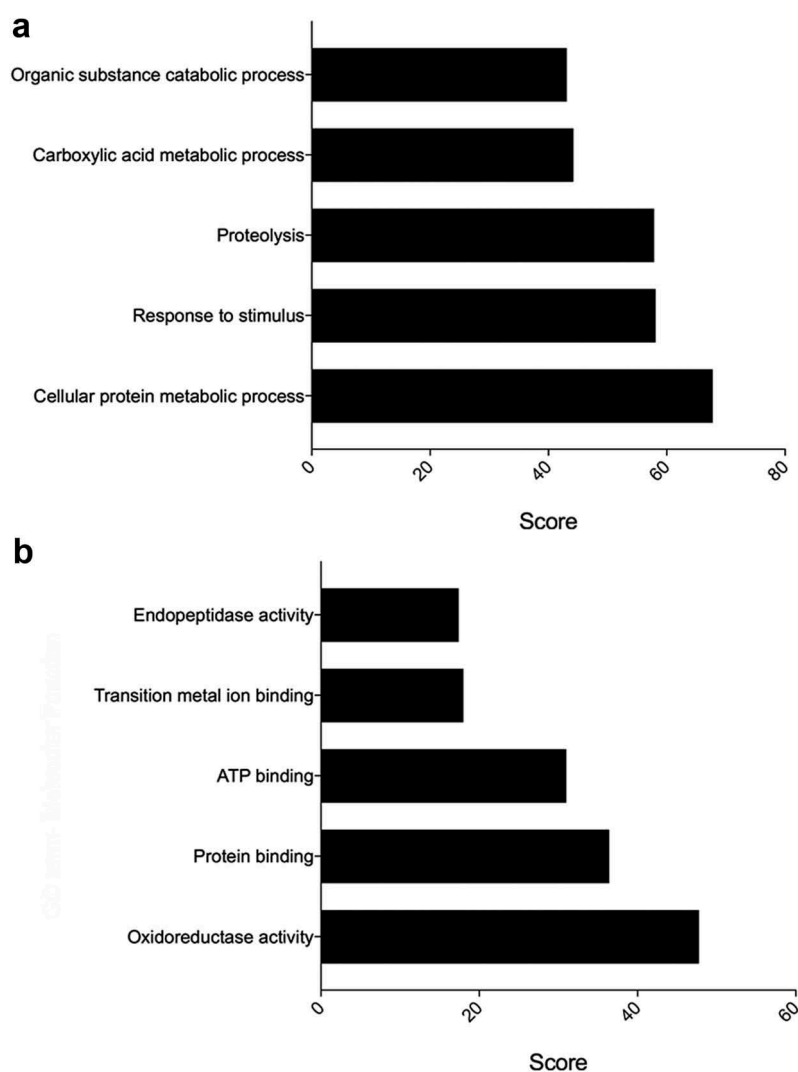 a
Organic substance catabolic process
Carboxylic acid metabolic process
Proteolysis
Response to stimulus
Cellular protein metabolic process
0 20 40 60 80
Score
b
Endopeptidase activity
Transition metal ion binding
ATP binding
Protein binding
Oxidoreductase activity
0 20 40 60
Score